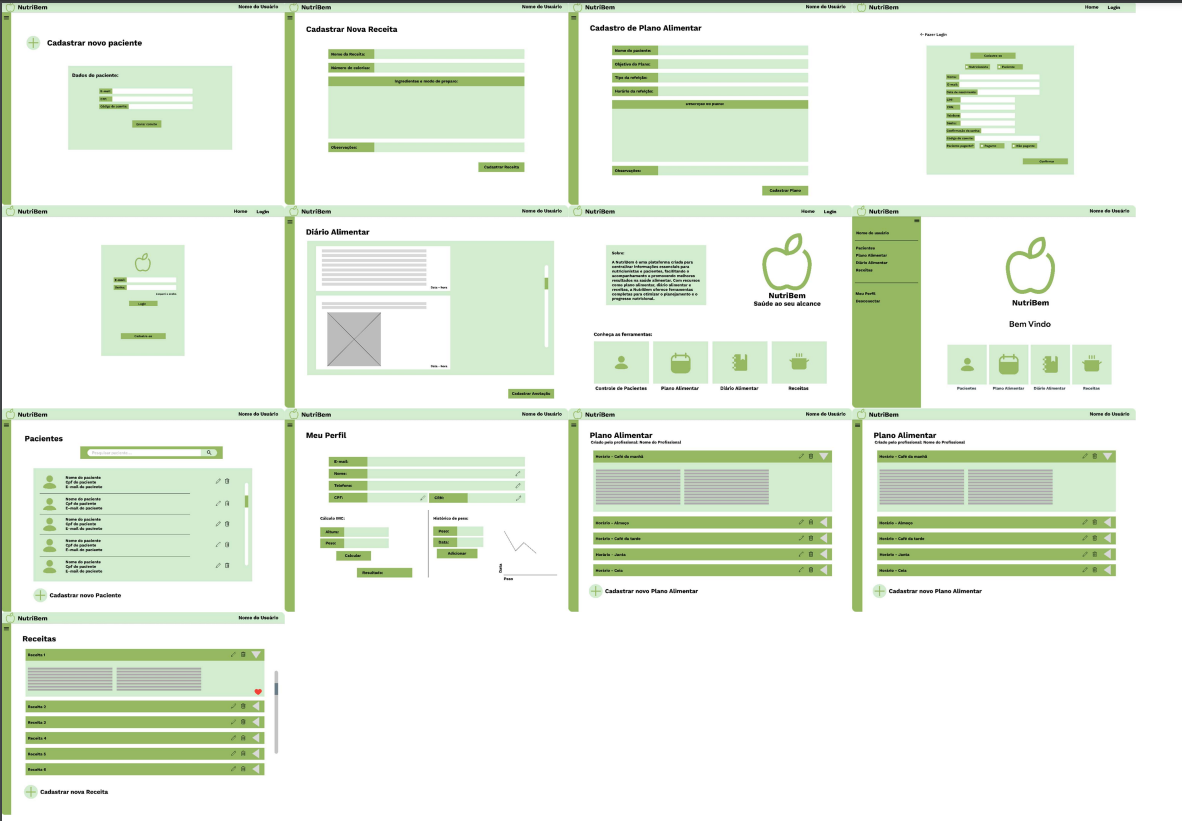 NutriBem
Nome do Usuário
Cadastrar novo paciente
Dados do paciente:
E-mail:
CPF:
Código do convite:
NutriBem
Nome do Usuário
Cadastrar Nova Receita
Nome da Receita:
Número de calorias:
Ingredientes e modo de preparo:
Observações:
Cadastrar Receita
NutriBem
Nome do Usuário
Cadastro de Plano Alimentar
Nome do paciente:
Objetivo do Plano:
Tipo da refeição:
Horário da refeição:
Observações:
Cadastrar Plano
NutriBem
Home Login
Fazer Login
Cadastre-se
Nutricionista
Paciente
Nome:
E-mail:
Data de nascimento:
CPF:
CRN:
Telefone:
Senha:
Confirmação da senha:
Código do convite:
Paciente pagante?
Pagante
Não pagante
Confirmar
NutriBem
Home Login
E-mail:
Senha:
Login
Cadastre-se
NutriBem
Nome do Usuário
Diário Alimentar
Data - Hora
Data - Hora
Cadastrar Anotação
NutriBem
Home Login
Sobre:
A NutriBem é uma plataforma criada para
centralizar informações essenciais para
nutricionistas e pacientes, facilitando o
acompanhamento e promovendo melhores
resultados na saúde alimentar. Com recursos
como plano alimentar, diário alimentar e
receitas, a NutriBem oferece ferramentas
completas para otimizar o planejamento e o
progresso nutricional.
NutriBem
Saúde ao seu alcance
Conheça as ferramentas:
Controle de Pacientes
Plano Alimentar
Diário Alimentar
Receitas
NutriBem
Nome do Usuário
Nome do usuário
Pacientes
Plano Alimentar
Diário Alimentar
Receitas
Meu Perfil
Desconectar
NutriBem
Bem Vindo
Pacientes
Plano Alimentar
Diário Alimentar
Receitas
NutriBem
Nome do Usuário
Pacientes
Nome do paciente
Cpf do paciente
E-mail do paciente
Nome do paciente
Cpf do paciente
E-mail do paciente
Nome do paciente
Cpf do paciente
E-mail do paciente
Nome do paciente
Cpf do paciente
E-mail do paciente
Nome do paciente
Cpf do paciente
E-mail do paciente
Cadastrar novo Paciente
NutriBem
Nome do Usuário
Meu Perfil
E-mail:
Nome:
Telefone:
CPF:
CRN:
Cálculo IMC:
Altura:
Peso:
Calcular
Resultado:
Histórico de peso:
Peso:
Data:
Adicionar
Data
Peso
NutriBem
Nome do Usuário
Plano Alimentar
Criado pelo profissional: Nome do Profissional
Horário - Café da manhã
Horário - Almoço
Horário - Café da tarde
Horário - Janta
Horário - Ceia
Cadastrar novo Plano Alimentar
NutriBem
Nome do Usuário
Plano Alimentar
Criado pelo profissional: Nome do Profissional
Horário - Café da manhã
Horário - Almoço
Horário - Café da tarde
Horário - Janta
Horário - Ceia
Cadastrar novo Plano Alimentar
NutriBem
Nome do Usuário
Receitas
Receita 1
Receita 2
Receita 3
Receita 4
Receita 5
Receita 6
Cadastrar nova Receita